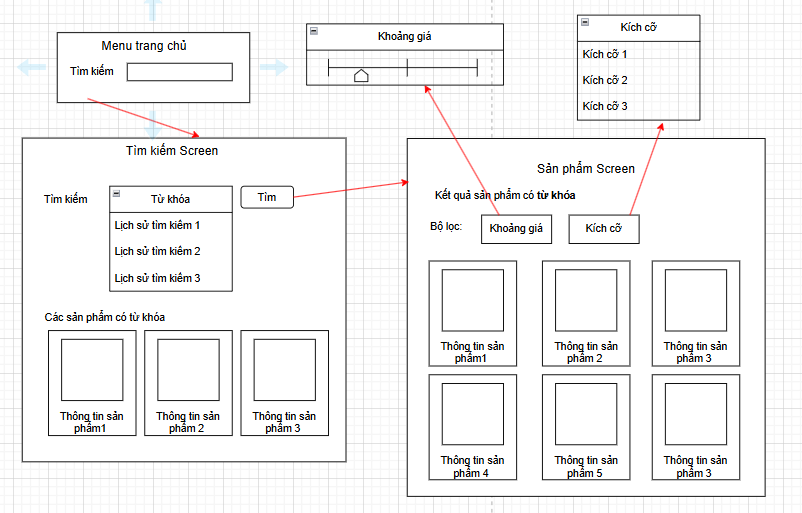 Menu trang chủ
Tìm kiếm
Khoảng giá
Kích cỡ
Kích cỡ 1
Kích cỡ 2
Kích cỡ 3
Tìm kiếm Screen
Tìm kiếm
Từ khóa
Tìm
Lịch sử tìm kiếm 1
Lịch sử tìm kiếm 2
Lịch sử tìm kiếm 3
Các sản phẩm có từ khóa
Thông tin sản
phẩm1
Thông tin sản
phẩm 2
Thông tin sản
phẩm 3
Sản phẩm Screen
Kết quả sản phẩm có từ khóa
Bộ lọc:
Khoảng giá
Kích cỡ
Thông tin sản
phẩm1
Thông tin sản
phẩm 2
Thông tin sản
phẩm 3
Thông tin sản
phẩm 4
Thông tin sản
phẩm 5
Thông tin sản
phẩm 3